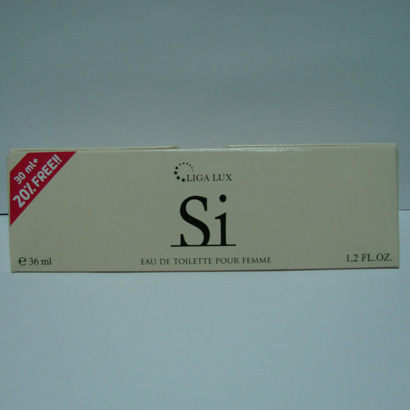 30 ml+
20% FREE!!
LIGA LUX
Si
EAU DE TOILETTE POUR FEMME
℮ 36 ml
1,2 FL.OZ.